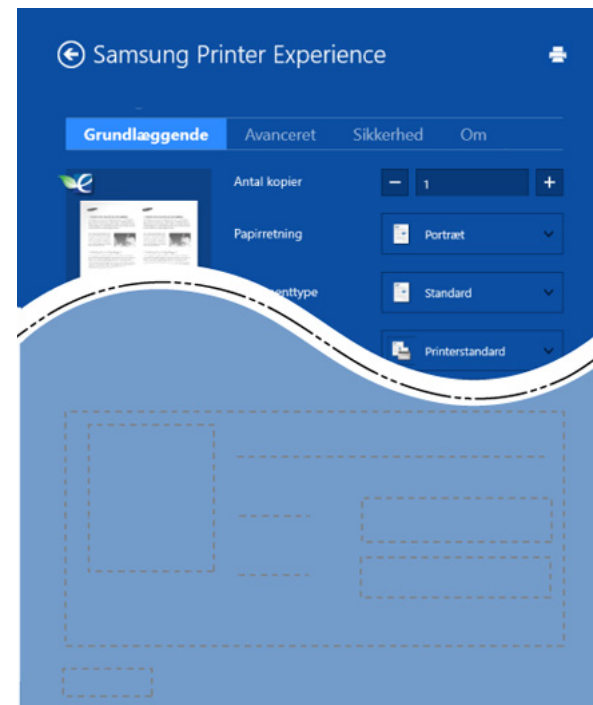 Samsung Printer Experience
Grundlæggende Avanceret Sikkerhed Om
Antal kopier 1
Papirretning Portræt
Standard
Printerstandard